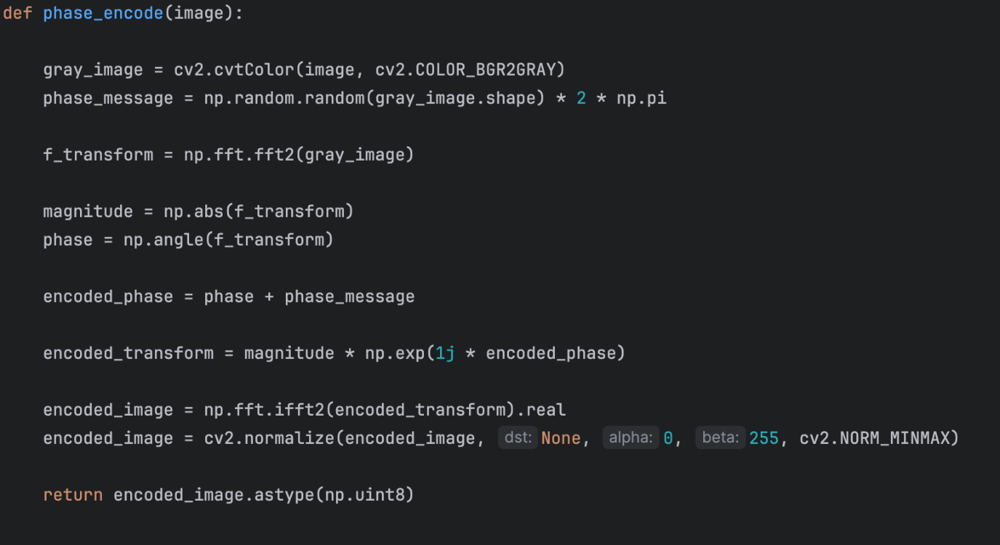 def phase_encode(image):
    gray_image = cv2.cvtColor(image, cv2.COLOR_BGR2GRAY)
    phase_message = np.random.random(gray_image.shape) * 2 * np.pi
    f_transform = np.fft.fft2(gray_image)
    magnitude = np.abs(f_transform)
    phase = np.angle(f_transform)
    encoded_phase = phase + phase_message
    encoded_transform = magnitude * np.exp(1j * encoded_phase)
    encoded_image = np.fft.ifft2(encoded_transform).real
    encoded_image = cv2.normalize(encoded_image, dst: None, alpha: 0, beta: 255, cv2.NORM_MINMAX)
    return encoded_image.astype(np.uint8)